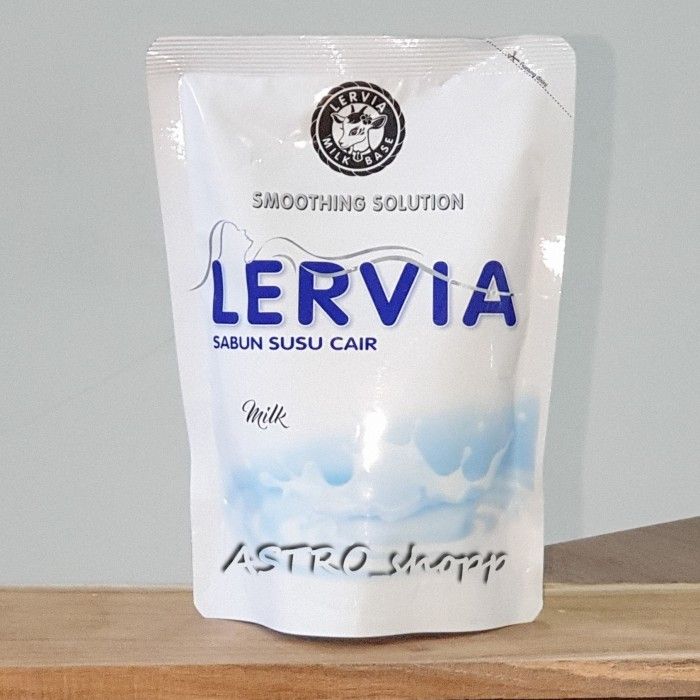 LERVIA
MILK BASE
SMOOTHING SOLUTION
LERVIA
SABUN SUSU CAIR
Milk
ASTRO_shopp